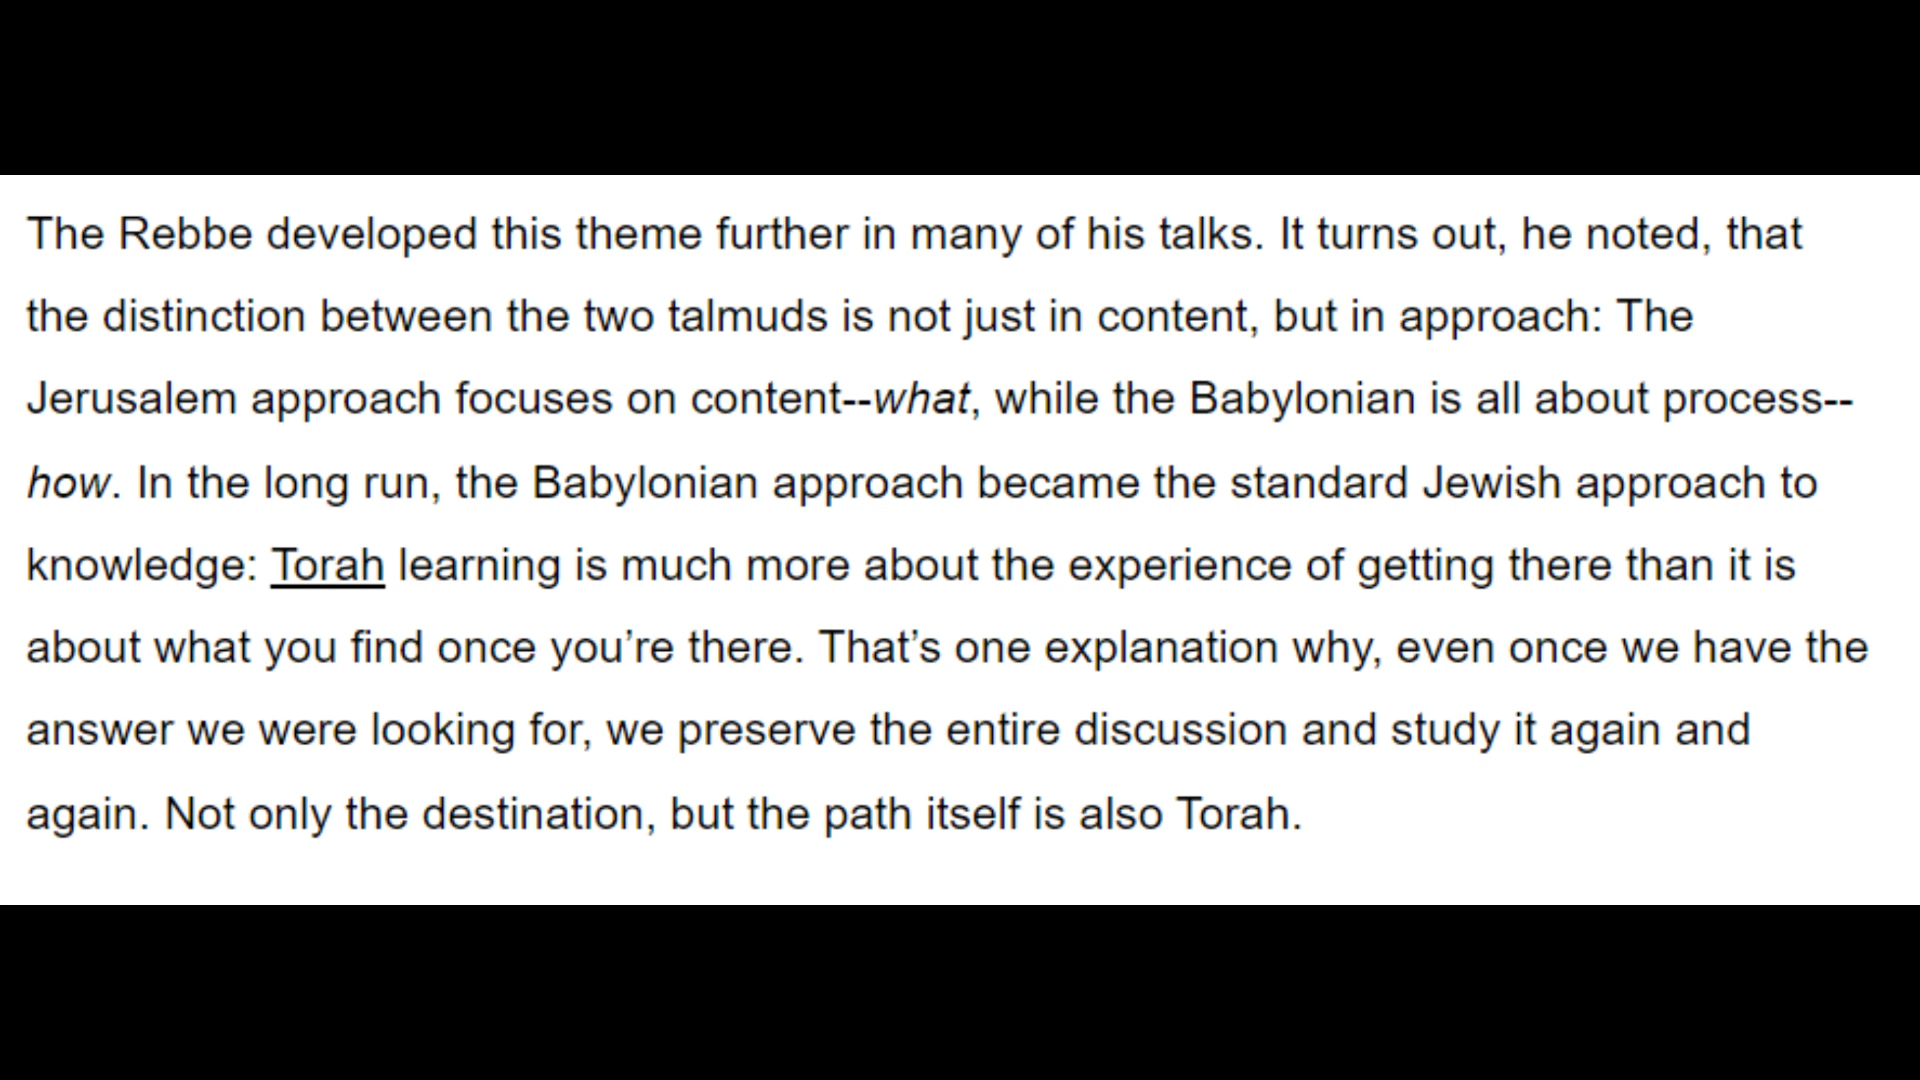 The Rebbe developed this theme further in many of his talks. It turns out, he noted, that
the distinction between the two talmuds is not just in content, but in approach: The
Jerusalem approach focuses on content--what, while the Babylonian is all about process--
how. In the long run, the Babylonian approach became the standard Jewish approach to
knowledge: Torah learning is much more about the experience of getting there than it is
about what you find once you’re there. That’s one explanation why, even once we have the
answer we were looking for, we preserve the entire discussion and study it again and
again. Not only the destination, but the path itself is also Torah.